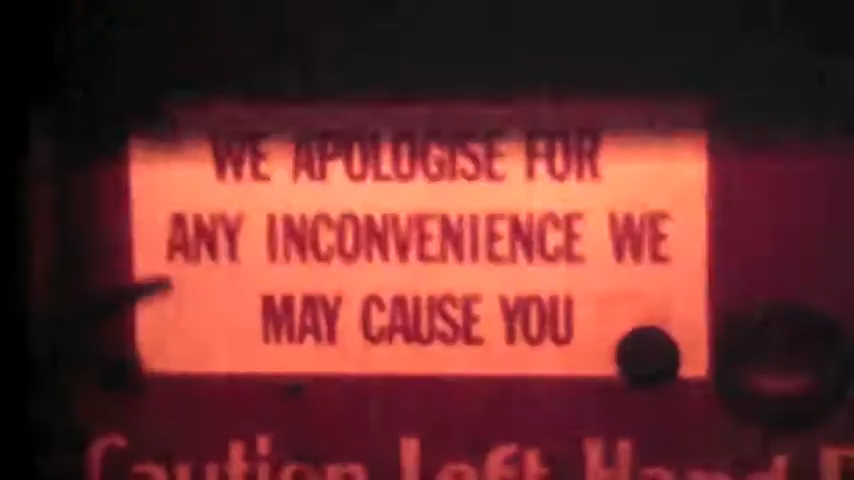 WE APOLOGISE FOR
ANY INCONVENIENCE WE
MAY CAUSE YOU
Caution Left Hand